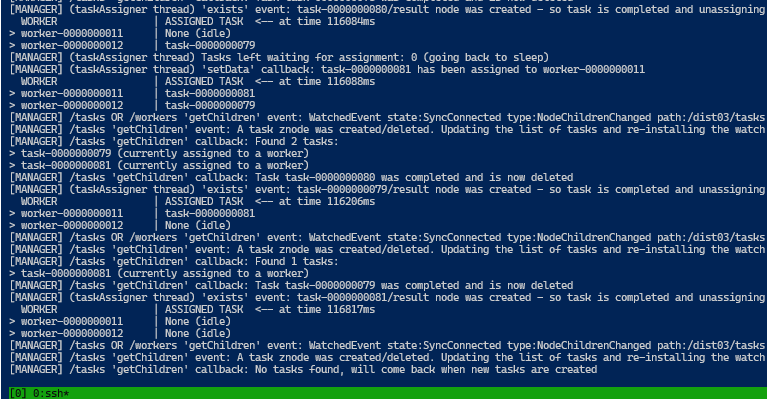 [MANAGER] (taskAssigner thread) 'exists' event: task-0000000080/result node was created - so task is completed and unassigning
WORKER | ASSIGNED TASK <-- at time 116084ms
> worker-0000000011 | None (idle)
> worker-0000000012 | task-0000000079
[MANAGER] (taskAssigner thread) Tasks left waiting for assignment: 0 (going back to sleep)
[MANAGER] (taskAssigner thread) 'setData' callback: task-0000000081 has been assigned to worker-0000000011
WORKER | ASSIGNED TASK <-- at time 116088ms
> worker-0000000011 | task-0000000081
> worker-0000000012 | task-0000000079
[MANAGER] /tasks OR /workers 'getChildren' event: WatchedEvent state:SyncConnected type:NodeChildrenChanged path:/dist03/tasks
[MANAGER] /tasks 'getChildren' event: A task znode was created/deleted. Updating the list of tasks and re-installing the watch
[MANAGER] /tasks 'getChildren' callback: Found 2 tasks:
> task-0000000079 (currently assigned to a worker)
> task-0000000081 (currently assigned to a worker)
[MANAGER] /tasks 'getChildren' callback: Task task-0000000080 was completed and is now deleted
[MANAGER] (taskAssigner thread) 'exists' event: task-0000000079/result node was created - so task is completed and unassigning
WORKER | ASSIGNED TASK <-- at time 116206ms
> worker-0000000011 | task-0000000081
> worker-0000000012 | None (idle)
[MANAGER] /tasks OR /workers 'getChildren' event: WatchedEvent state:SyncConnected type:NodeChildrenChanged path:/dist03/tasks
[MANAGER] /tasks 'getChildren' event: A task znode was created/deleted. Updating the list of tasks and re-installing the watch
[MANAGER] /tasks 'getChildren' callback: Found 1 tasks:
> task-0000000081 (currently assigned to a worker)
[MANAGER] /tasks 'getChildren' callback: Task task-0000000079 was completed and is now deleted
[MANAGER] (taskAssigner thread) 'exists' event: task-0000000081/result node was created - so task is completed and unassigning
WORKER | ASSIGNED TASK <-- at time 116817ms
> worker-0000000011 | None (idle)
> worker-0000000012 | None (idle)
[MANAGER] /tasks OR /workers 'getChildren' event: WatchedEvent state:SyncConnected type:NodeChildrenChanged path:/dist03/tasks
[MANAGER] /tasks 'getChildren' event: A task znode was created/deleted. Updating the list of tasks and re-installing the watch
[MANAGER] /tasks 'getChildren' callback: No tasks found, will come back when new tasks are created
[0] 0:ssh*